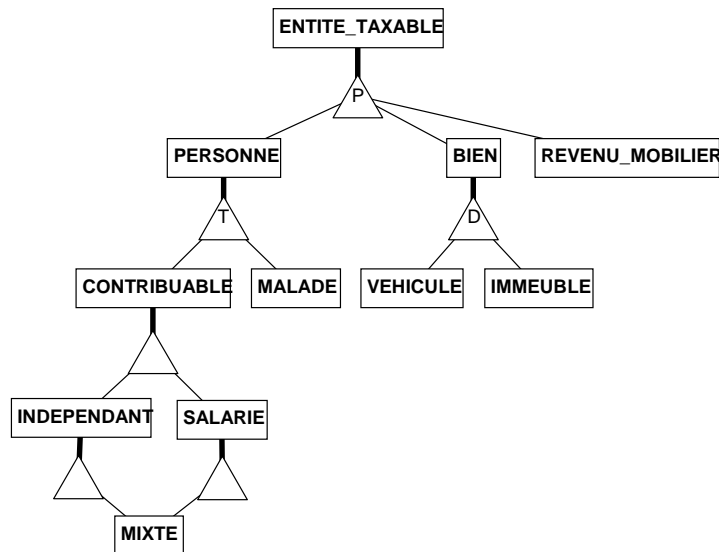 ENTITE_TAXABLE
P
PERSONNE BIEN REVENU_MOBILIER
T D
CONTRIBUABLE MALADE VEHICULE IMMEUBLE
INDEPENDANT SALARIE
MIXTE